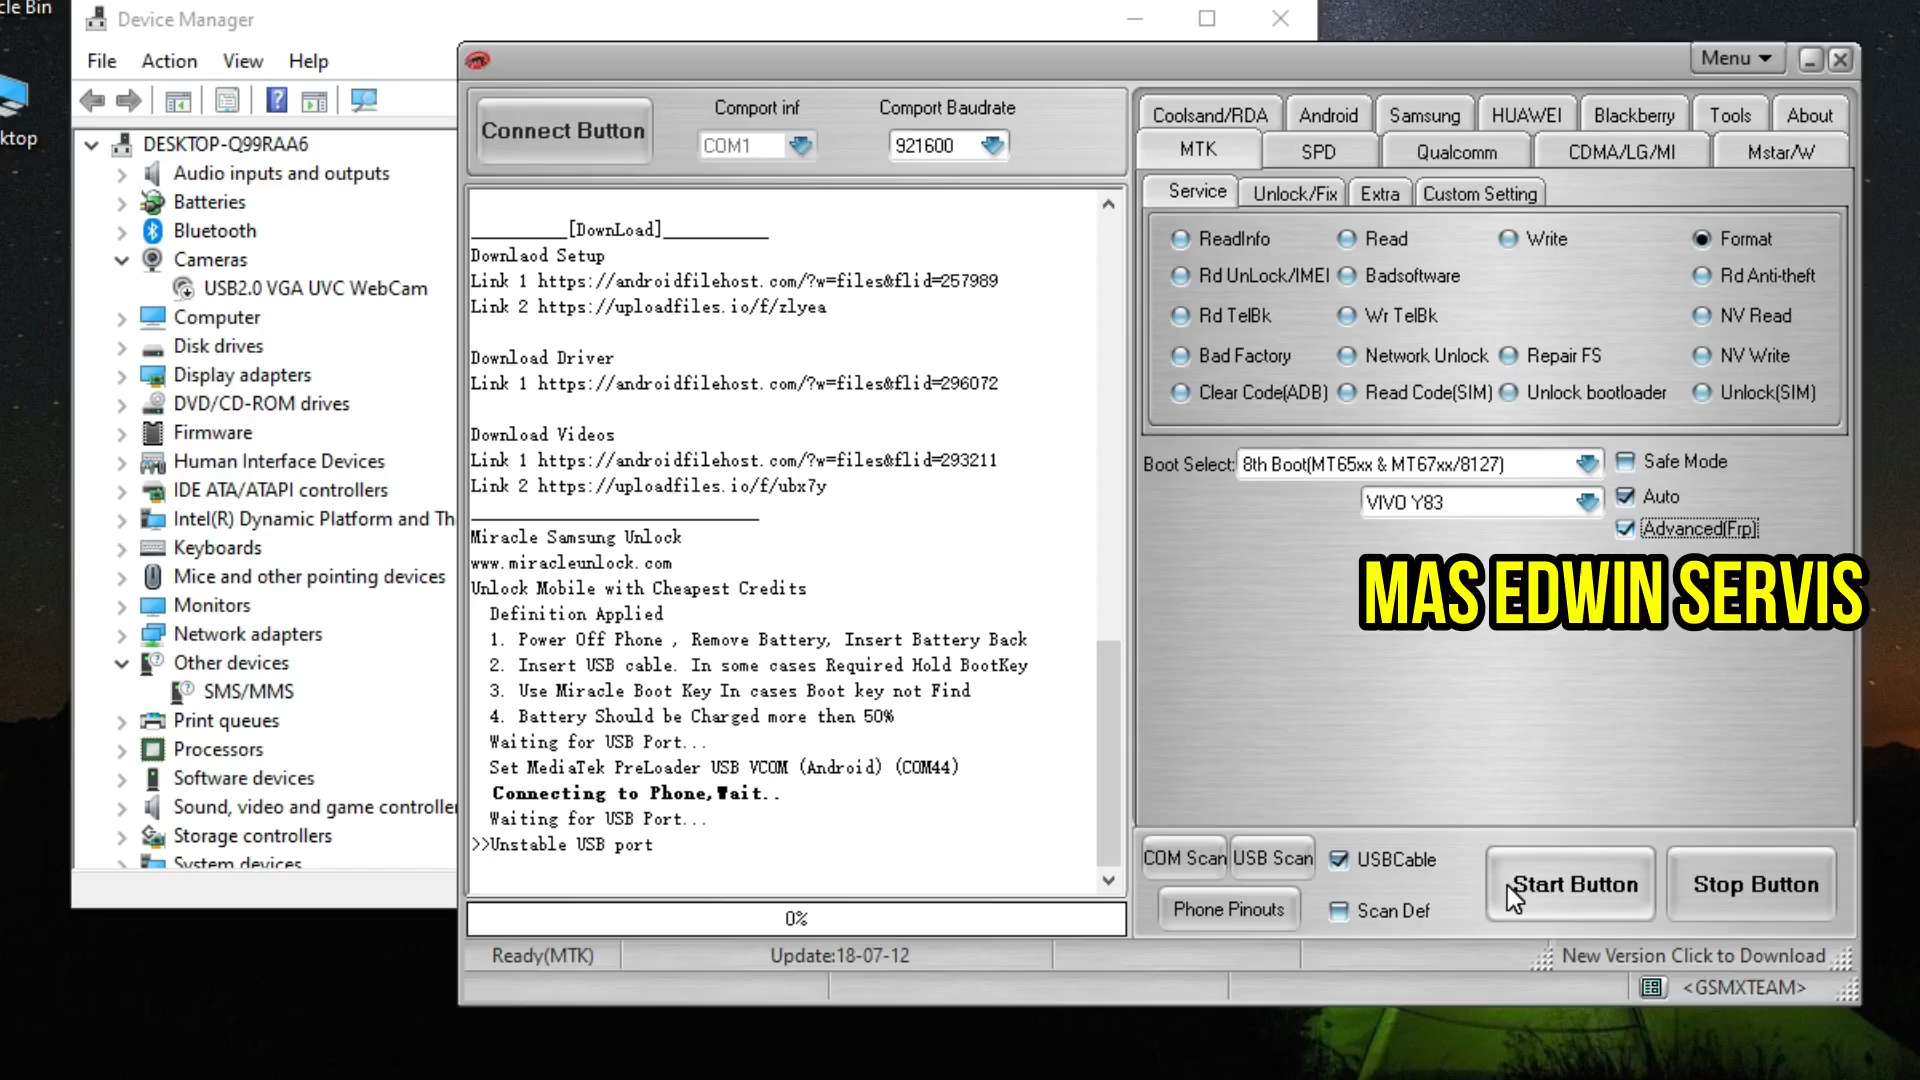 cle Bin
ktop
Device Manager
File Action View Help
DESKTOP-Q99RAA6
Audio inputs and outputs
Batteries
Bluetooth
Cameras
USB2.0 VGA UVC WebCam
Computer
Disk drives
Display adapters
DVD/CD-ROM drives
Firmware
Human Interface Devices
IDE ATA/ATAPI controllers
Intel(R) Dynamic Platform and Th
Keyboards
Mice and other pointing devices
Monitors
Network adapters
Other devices
SMS/MMS
Print queues
Processors
Software devices
Sound, video and game controller
Storage controllers
System devices
Menu
Connect Button
Comport inf
COM1
Comport Baudrate
921600
__________[DownLoad]___________
Downlaod Setup
Link 1 https://androidfilehost.com/?w=files&flid=257989
Link 2 https://uploadfiles.io/f/zlyea
Download Driver
Link 1 https://androidfilehost.com/?w=files&flid=296072
Download Videos
Link 1 https://androidfilehost.com/?w=files&flid=293211
Link 2 https://uploadfiles.io/f/ubx7y
______________________________
Miracle Samsung Unlock
www.miracleunlock.com
Unlock Mobile with Cheapest Credits
Definition Applied
1. Power Off Phone , Remove Battery, Insert Battery Back
2. Insert USB cable. In some cases Required Hold BootKey
3. Use Miracle Boot Key In cases Boot key not Find
4. Battery Should be Charged more then 50%
Waiting for USB Port...
Set MediaTek PreLoader USB VCOM (Android) (COM44)
Connecting to Phone,Wait..
Waiting for USB Port...
>>Unstable USB port
0%
Coolsand/RDA Android Samsung HUAWEI Blackberry Tools About
MTK SPD Qualcomm CDMA/LG/MI Mstar/W
Service Unlock/Fix Extra Custom Setting
ReadInfo Read Write Format
Rd UnLock/IMEI Badsoftware Rd Anti-theft
Rd TelBk Wr TelBk NV Read
Bad Factory Network Unlock Repair FS NV Write
Clear Code(ADB) Read Code(SIM) Unlock bootloader Unlock(SIM)
Boot Select: 8th Boot(MT65xx & MT67xx/8127) Safe Mode
VIVO Y83 Auto
Advanced(Frp)
MAS EDWIN SERVIS
COM Scan USB Scan USBCable
Phone Pinouts Scan Def
Start Button Stop Button
Ready(MTK) Update:18-07-12 New Version Click to Download
<GSMXTEAM>